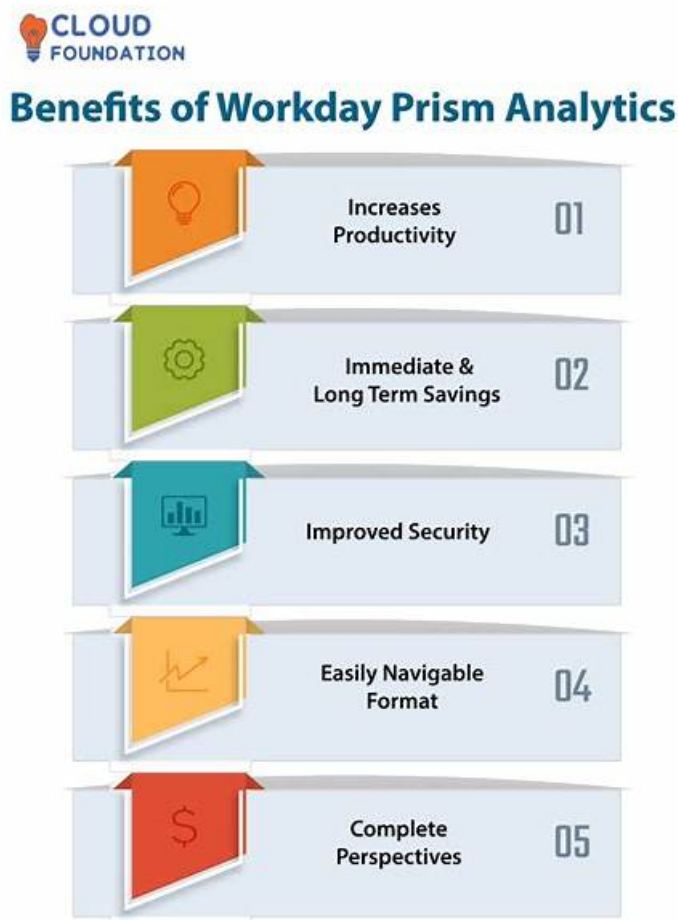 CLOUD
FOUNDATION
Benefits of Workday Prism Analytics
Increases
Productivity
01
Immediate &
Long Term Savings
02
Improved Security
03
Easily Navigable
Format
04
Complete
Perspectives
05